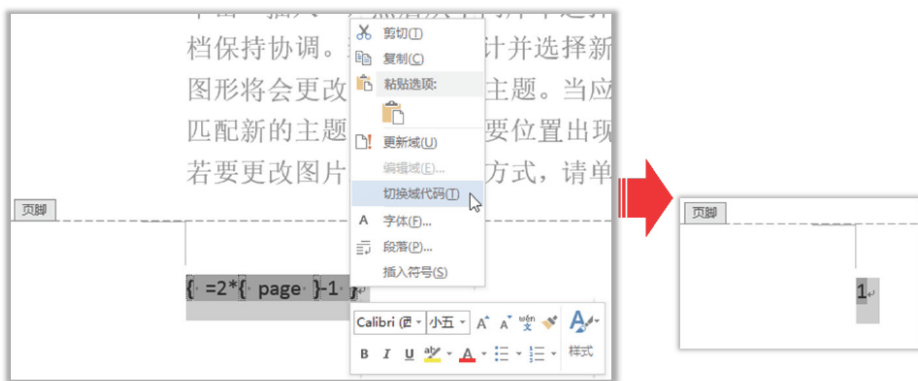 档保持协调。 计并选择新
图形将会更改 主题。当应
匹配新的主题 要位置出现
若要更改图片 方式，请单
剪切(T)
复制(C)
粘贴选项:
更新域(U)
编辑域(E)...
切换域代码(T)
字体(F)...
段落(P)...
插入符号(S)
页脚
{ =2*{ page }-1 }
Calibri (西 小五 A A wén 文
B I U aby A 样式
页脚
1